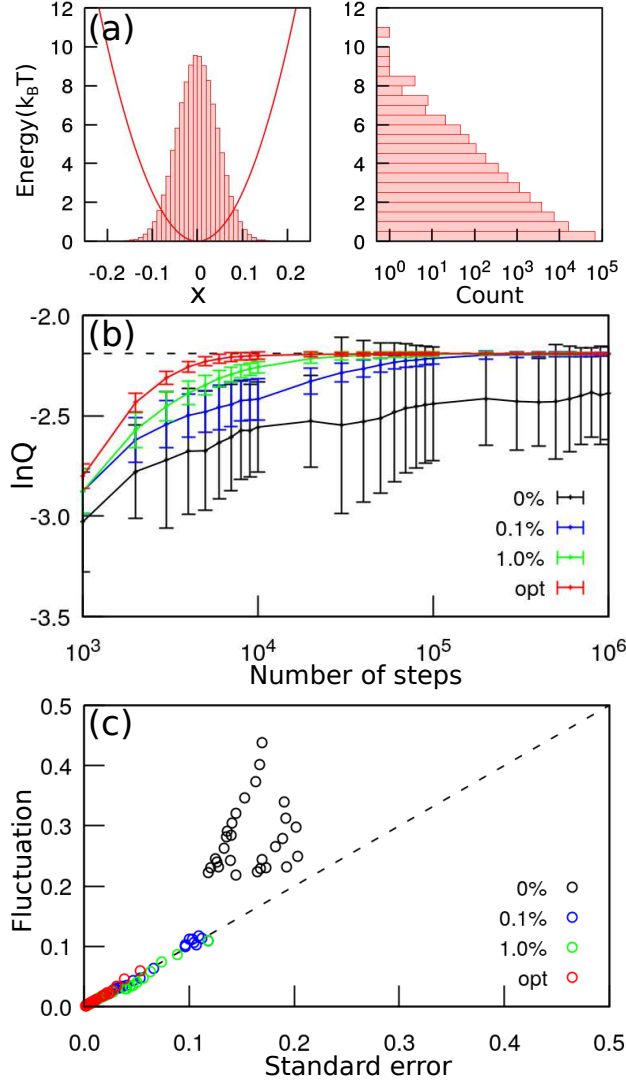 (a)
Energy(k_BT)
12
10
8
6
4
2
0
-0.2 -0.1 0 0.1 0.2
x
12
10
8
6
4
2
0
10^0 10^1 10^2 10^3 10^4 10^5
Count
(b)
lnQ
-2.0
-2.5
-3.0
-3.5
0%
0.1%
1.0%
opt
10^3 10^4 10^5 10^6
Number of steps
(c)
Fluctuation
0.5
0.4
0.3
0.2
0.1
0.0
0%
0.1%
1.0%
opt
0.0 0.1 0.2 0.3 0.4 0.5
Standard error